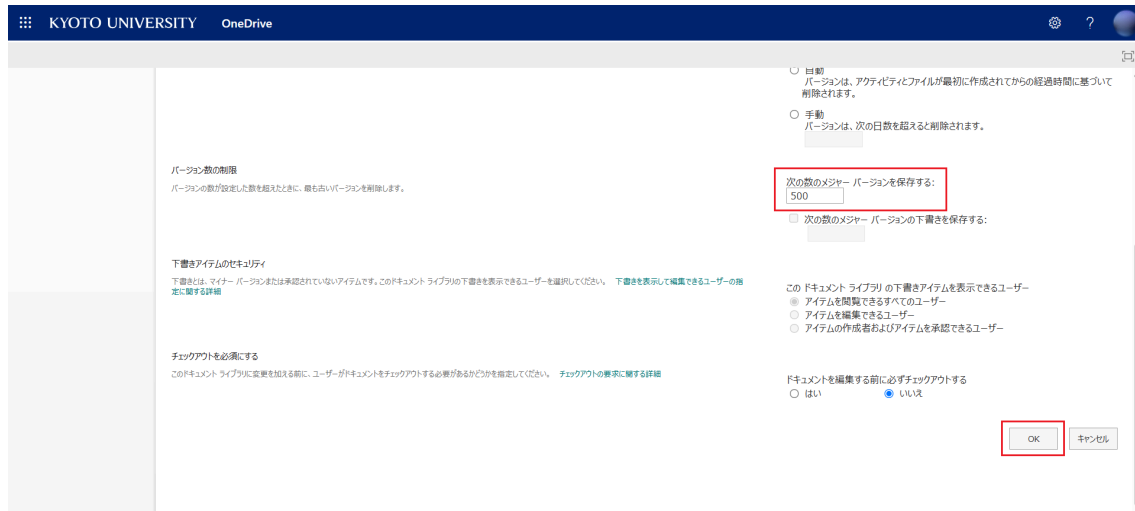 KYOTO UNIVERSITY OneDrive ?
自動
バージョンは、アクティビティとファイルが最初に作成されてからの経過時間に基づいて
削除されます。
手動
バージョンは、次の日数を超えると削除されます。
バージョン数の制限
バージョンの数が設定した数を超えたときに、最も古いバージョンを削除します。
次の数のメジャー バージョンを保存する:
500
次の数のメジャー バージョンの下書きを保存する:
下書きアイテムのセキュリティ
下書きとは、マイナー バージョンまたは承認されていないアイテムです。このドキュメント ライブラリの下書きを表示できるユーザーを選択してください。 下書きを表示して編集できるユーザーの指
定に関する詳細
この ドキュメント ライブラリ の下書きアイテムを表示できるユーザー
アイテムを閲覧できるすべてのユーザー
アイテムを編集できるユーザー
アイテムの作成者およびアイテムを承認できるユーザー
チェックアウトを必須にする
このドキュメント ライブラリに変更を加える前に、ユーザーがドキュメントをチェックアウトする必要があるかどうかを指定してください。 チェックアウトの要求に関する詳細
ドキュメントを編集する前に必ずチェックアウトする
はい いいえ
OK キャンセル